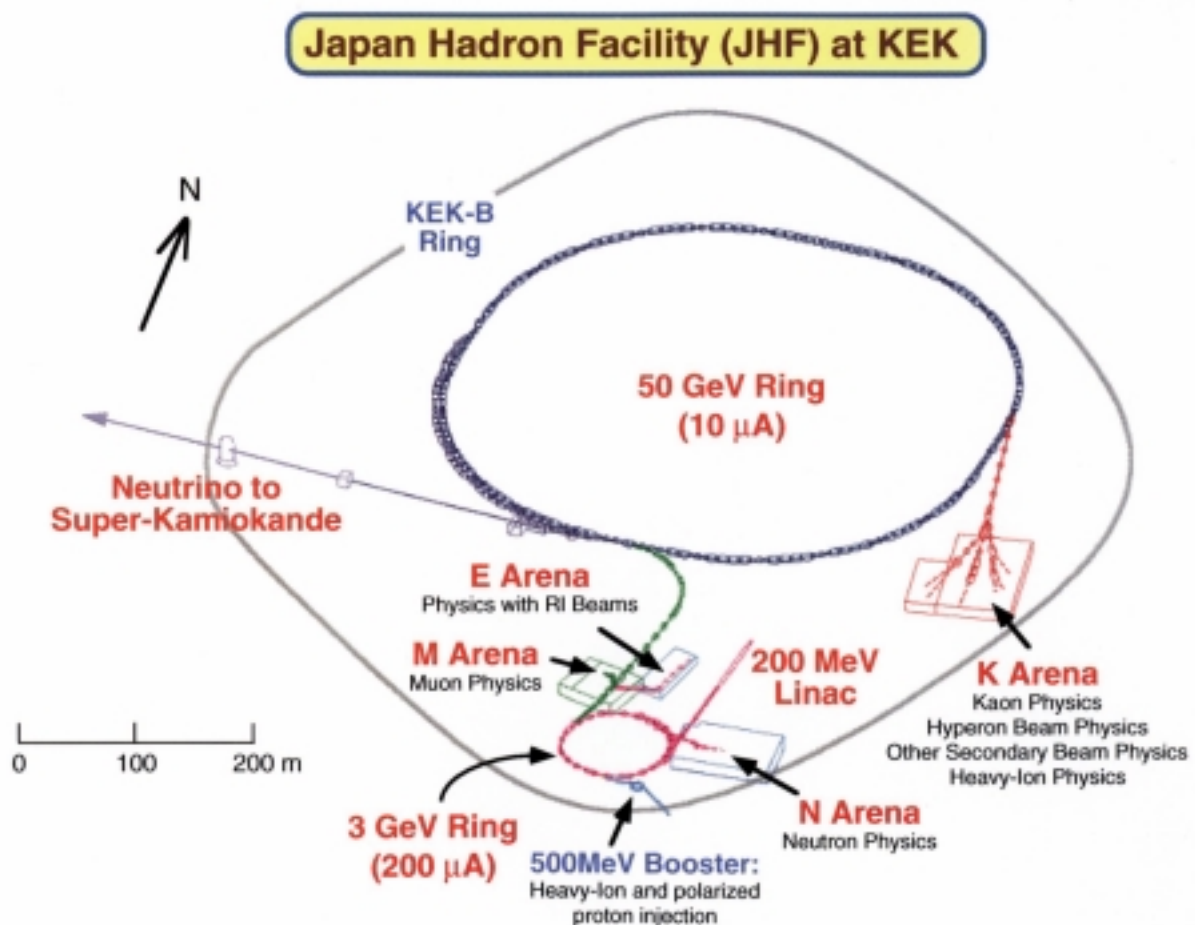 Japan Hadron Facility (JHF) at KEK
N
KEK-B
Ring
50 GeV Ring
(10 μA)
Neutrino to
Super-Kamiokande
E Arena
Physics with RI Beams
M Arena
Muon Physics
200 MeV
Linac
K Arena
Kaon Physics
Hyperon Beam Physics
Other Secondary Beam Physics
Heavy-Ion Physics
0 100 200 m
N Arena
Neutron Physics
3 GeV Ring
(200 μA)
500MeV Booster:
Heavy-Ion and polarized
proton injection